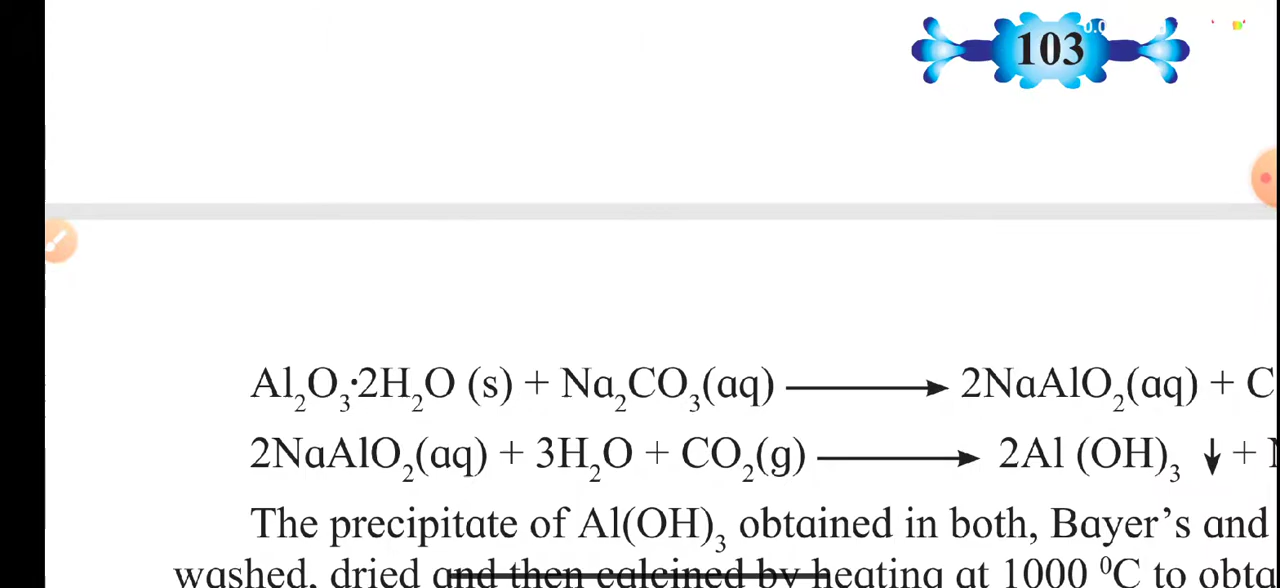 103
Al₂O₃·2H₂O (s) + Na₂CO₃(aq) ⟶ 2NaAlO₂(aq) + C
2NaAlO₂(aq) + 3H₂O + CO₂(g) ⟶ 2Al (OH)₃ ↓ +
The precipitate of Al(OH)₃ obtained in both, Bayer’s and
washed, dried and then calcined by heating at 1000 ⁰C to obta